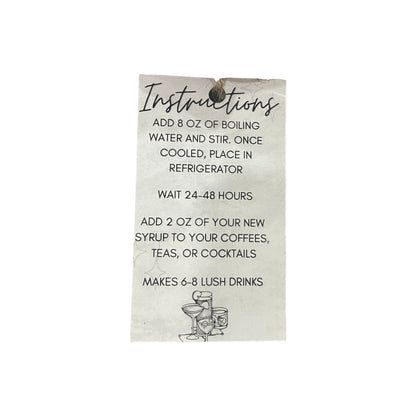 Instructions
ADD 8 OZ OF BOILING
WATER AND STIR. ONCE
COOLED, PLACE IN
REFRIGERATOR
WAIT 24-48 HOURS
ADD 2 OZ OF YOUR NEW
SYRUP TO YOUR COFFEES,
TEAS, OR COCKTAILS
MAKES 6-8 LUSH DRINKS